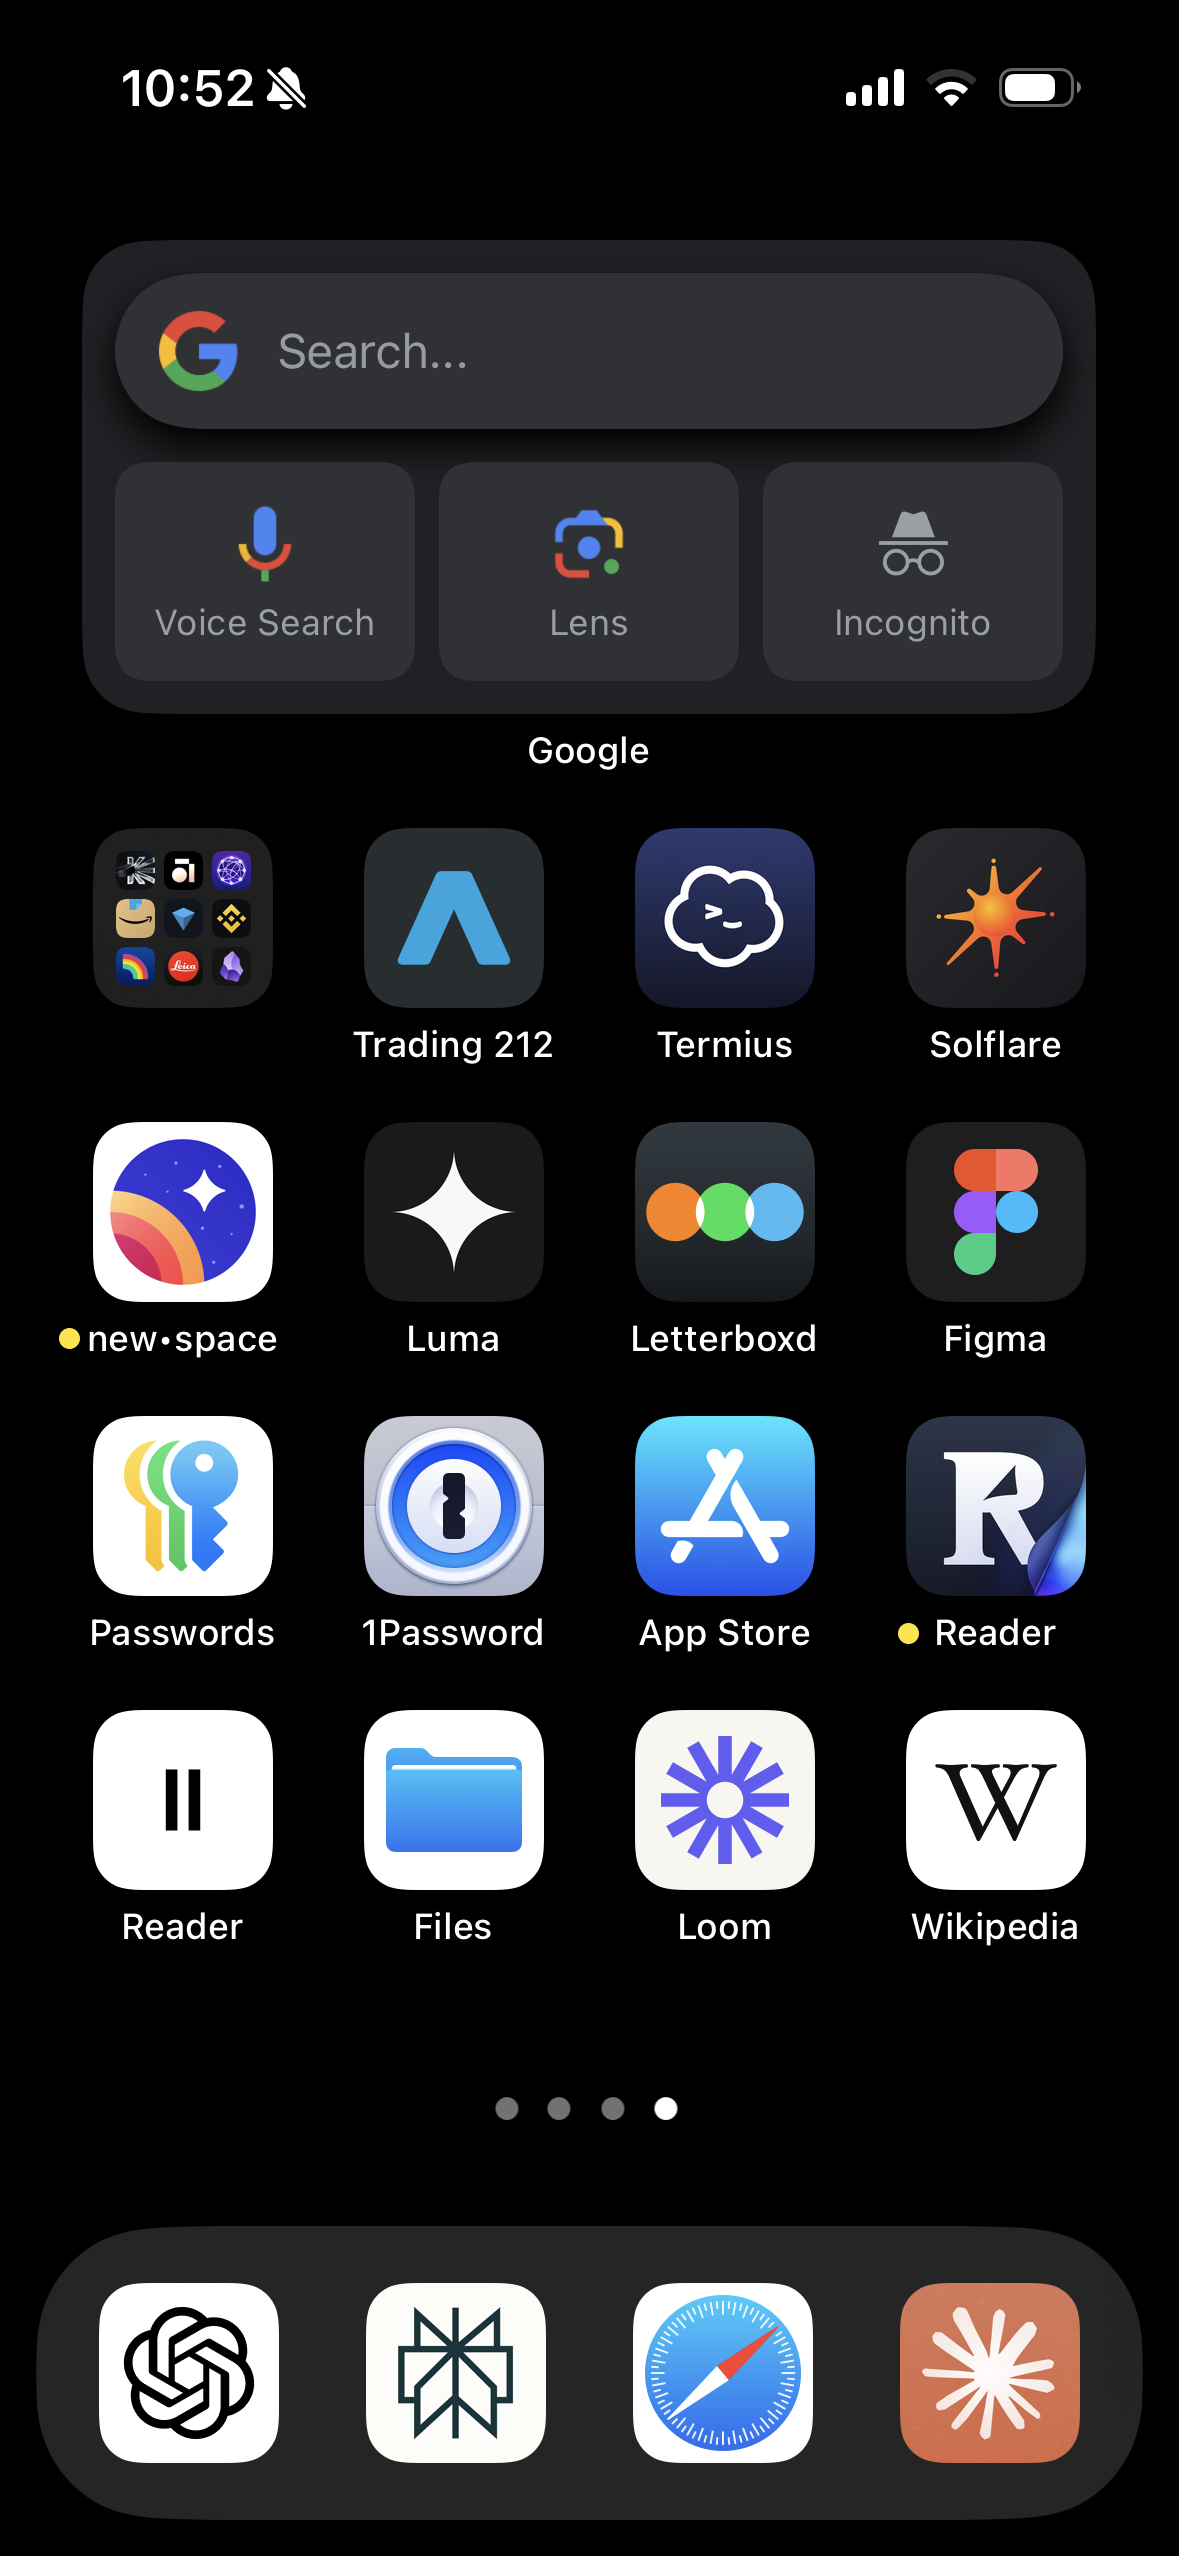 10:52
Search...
Voice Search
Lens
Incognito
Google
Leica
Trading 212
>_
Termius
Solflare
new•space
Luma
Letterboxd
Figma
Passwords
1Password
App Store
R
Reader
Reader
Files
Loom
W
Wikipedia